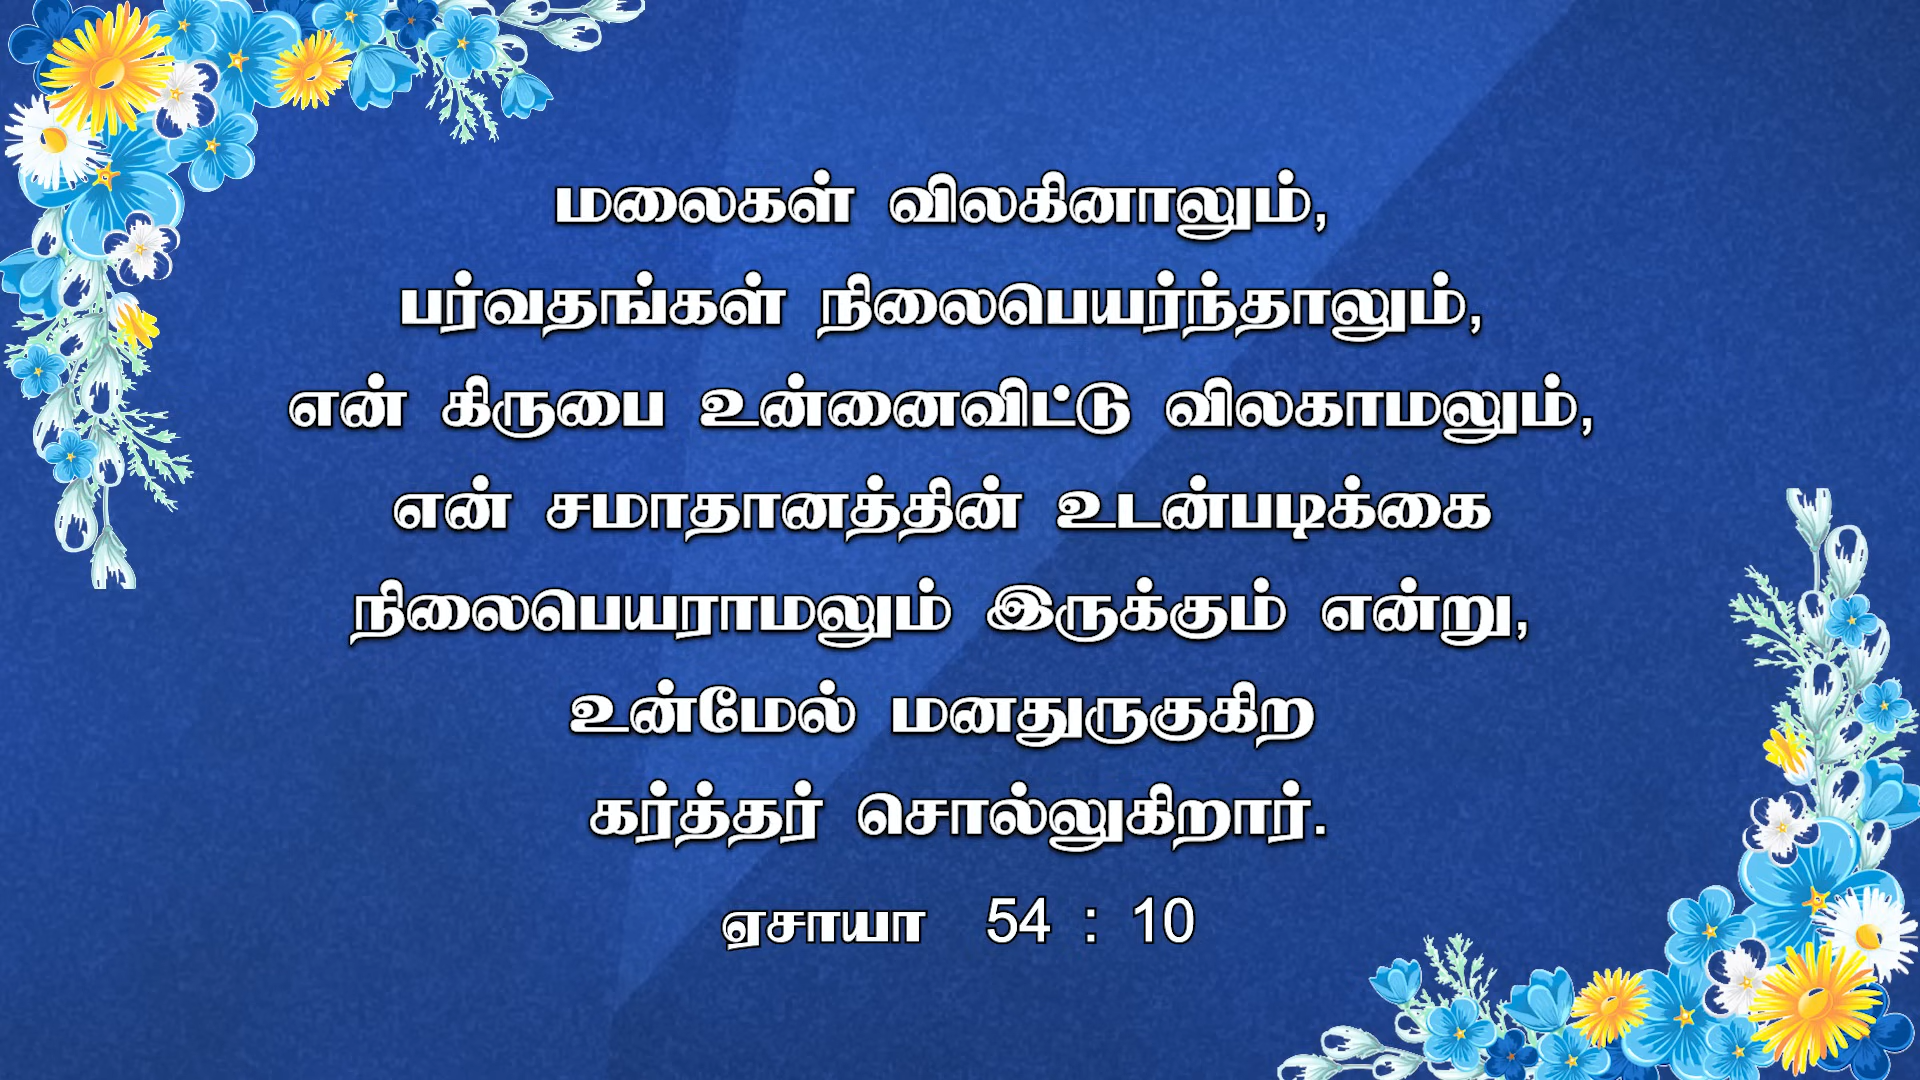 மலைகள் விலகினாலும்,
பர்வதங்கள் நிலைபெயர்ந்தாலும்,
என் கிருபை உன்னைவிட்டு விலகாமலும்,
என் சமாதானத்தின் உடன்படிக்கை
நிலைபெயராமலும் இருக்கும் என்று,
உன்மேல் மனதுருகுகிற
கர்த்தர் சொல்லுகிறார்.
ஏசாயா 54 : 10